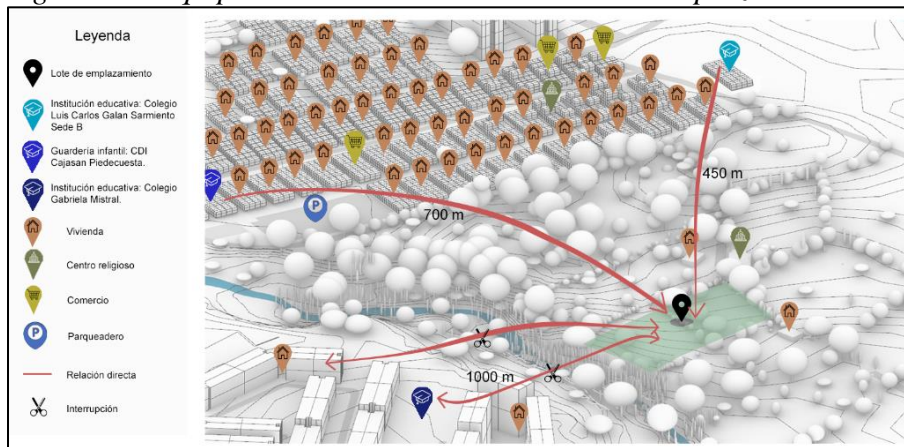 Leyenda
Lote de emplazamiento
Institución educativa: Colegio
Luis Carlos Galan Sarmiento
Sede B
Guardería infantil: CDI
Cajasan Piedecuesta.
Institución educativa: Colegio
Gabriela Mistral.
Vivienda
Centro religioso
Comercio
P
Parqueadero
Relación directa
Interrupción
P
700 m
450 m
1000 m